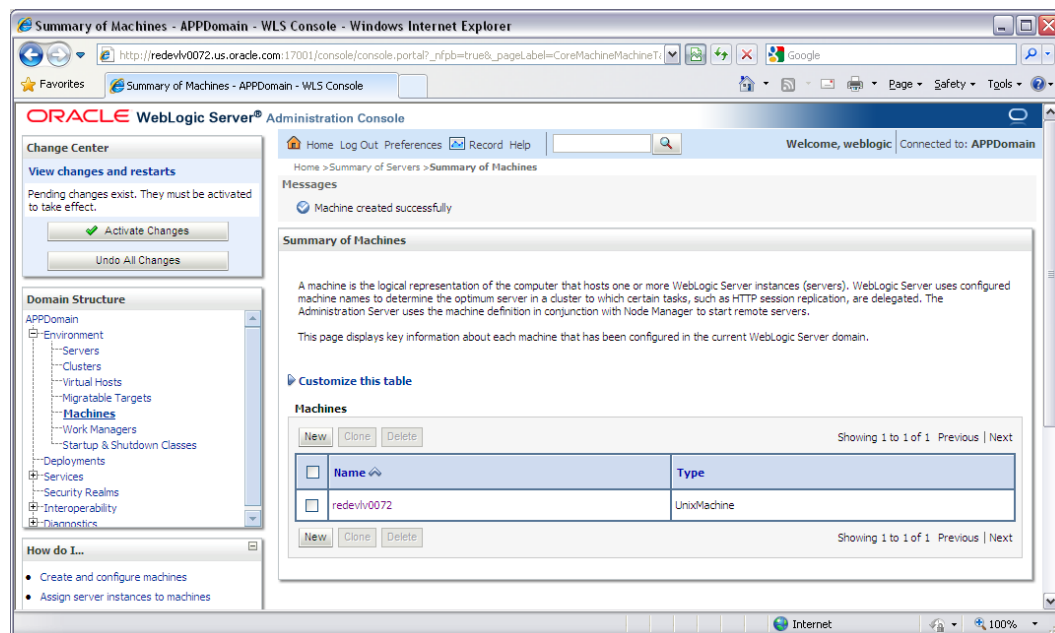 Summary of Machines - APPDomain - WLS Console - Windows Internet Explorer
http://redevlv0072.us.oracle.com:17001/console/console.portal?_nfpb=true&_pageLabel=CoreMachineMachineTa
Google
Favorites
Summary of Machines - APPDomain - WLS Console
Page
Safety
Tools
ORACLE WebLogic Server® Administration Console
Change Center
View changes and restarts
Pending changes exist. They must be activated
to take effect.
Activate Changes
Undo All Changes
Domain Structure
APPDomain
Environment
Servers
Clusters
Virtual Hosts
Migratable Targets
Machines
Work Managers
Startup & Shutdown Classes
Deployments
Services
Security Realms
Interoperability
Diagnostics
How do I...
Create and configure machines
Assign server instances to machines
Home Log Out Preferences Record Help
Welcome, weblogic Connected to: APPDomain
Home >Summary of Servers >Summary of Machines
Messages
Machine created successfully
Summary of Machines
A machine is the logical representation of the computer that hosts one or more WebLogic Server instances (servers). WebLogic Server uses configured
machine names to determine the optimum server in a cluster to which certain tasks, such as HTTP session replication, are delegated. The
Administration Server uses the machine definition in conjunction with Node Manager to start remote servers.
This page displays key information about each machine that has been configured in the current WebLogic Server domain.
Customize this table
Machines
New Clone Delete
Showing 1 to 1 of 1 Previous | Next
Name Type
redevlv0072 UnixMachine
New Clone Delete
Showing 1 to 1 of 1 Previous | Next
Internet
100%